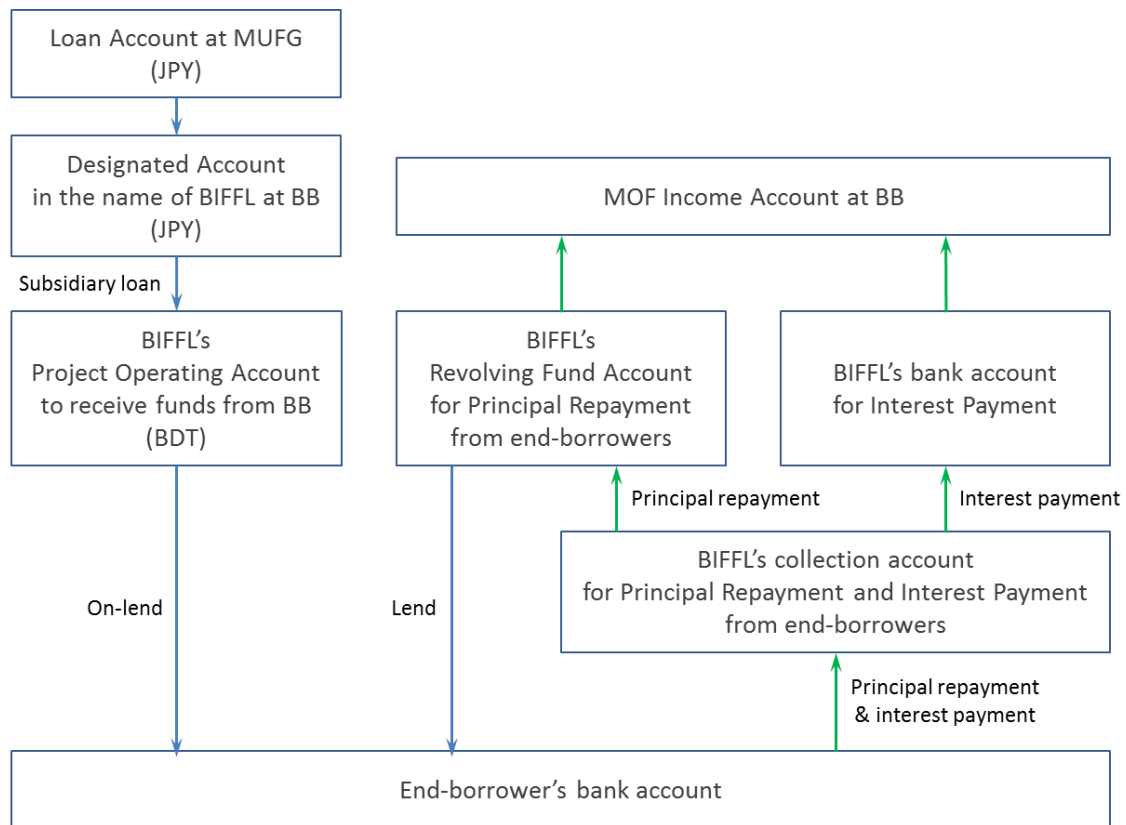 Loan Account at MUFG
(JPY)
Designated Account
in the name of BIFFL at BB
(JPY)
MOF Income Account at BB
Subsidiary loan
BIFFL’s
Project Operating Account
to receive funds from BB
(BDT)
BIFFL’s
Revolving Fund Account
for Principal Repayment
from end-borrowers
BIFFL’s bank account
for Interest Payment
Principal repayment
Interest payment
BIFFL’s collection account
for Principal Repayment and Interest Payment
from end-borrowers
On-lend
Lend
Principal repayment
& interest payment
End-borrower’s bank account